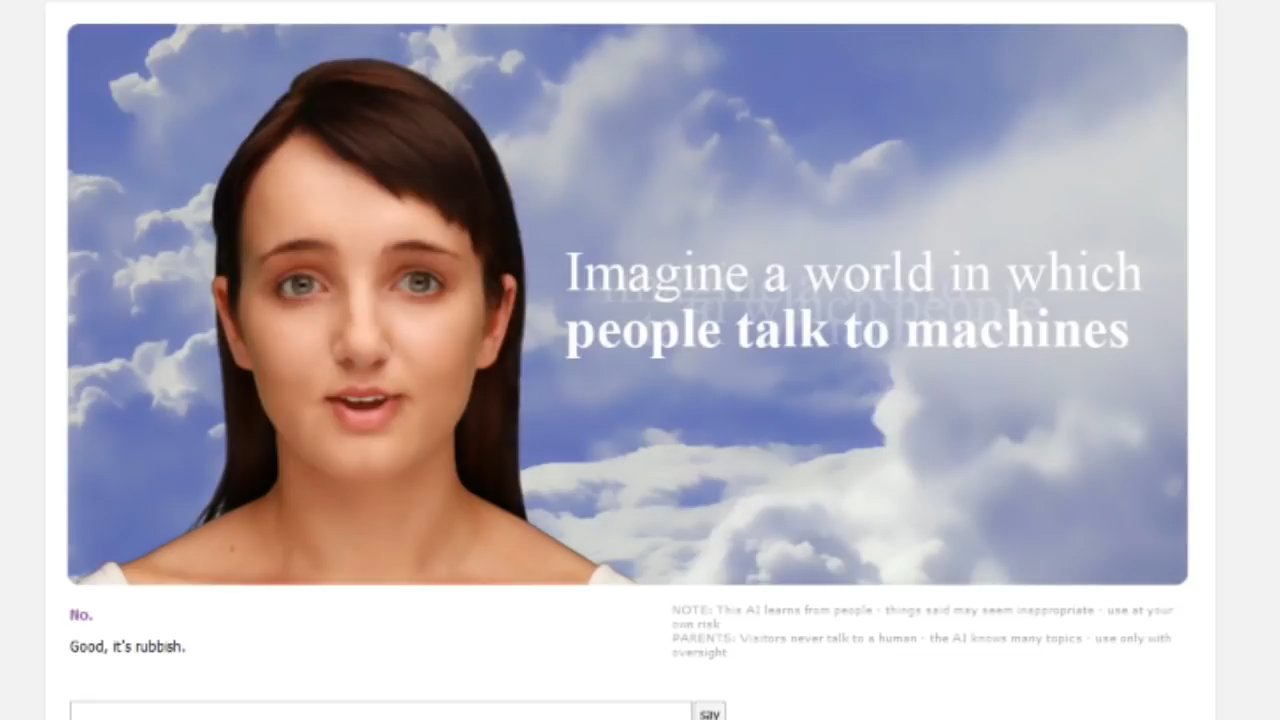 Imagine a world in which
people talk to machines
No.
Good, it's rubbish.
NOTE: This AI learns from people - things said may seem inappropriate - use at your
own risk
PARENTS: Visitors never talk to a human - the AI knows many topics - use only with
oversight
say